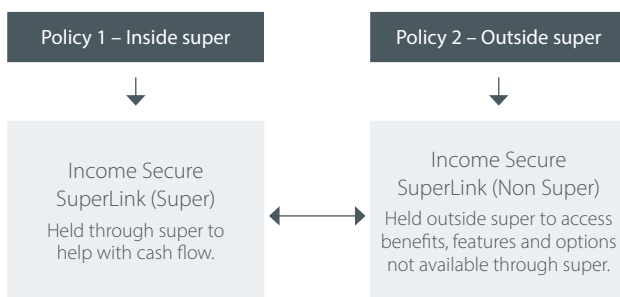 Policy 1 – Inside super
Income Secure
SuperLink (Super)
Held through super to
help with cash flow.
Policy 2 – Outside super
Income Secure
SuperLink (Non Super)
Held outside super to access
benefits, features and options
not available through super.